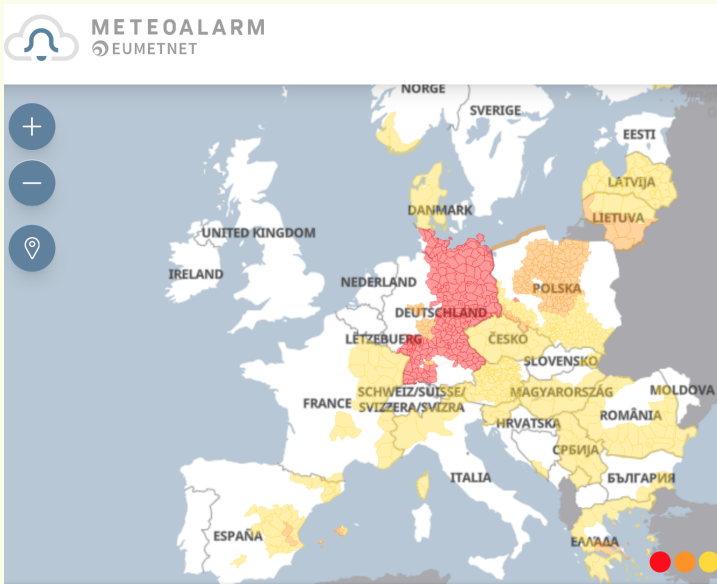 METEOALARM
EUMETNET
NORGE
SVERIGE
EESTI
LATVIJA
DANMARK
LIETUVA
UNITED KINGDOM
IRELAND
NEDERLAND
POLSKA
DEUTSCHLAND
LËTZEBUERG
ČESKO
SLOVENSKO
SCHWEIZ/SUISSE/
SVIZZERA/SVIZRA
FRANCE
MAGYARORSZÁG
MOLDOVA
ROMÂNIA
HRVATSKA
СРБИЈА
ITALIA
БЪЛГАРИЯ
ESPAÑA
ΕΛΛΑΔΑ